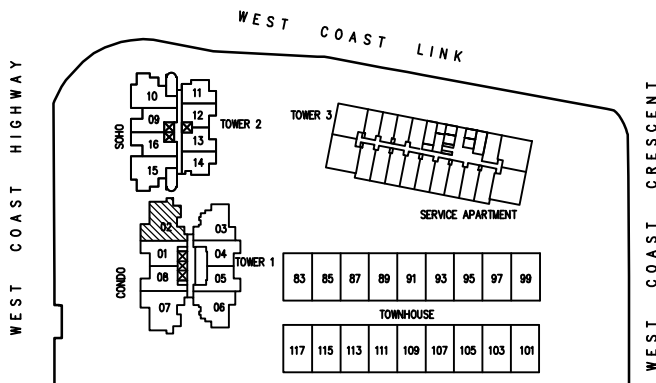 WEST COAST LINK
WEST COAST HIGHWAY
WEST COAST CRESCENT
10
11
09
12
TOWER 2
SOHO
16
13
15
14
TOWER 3
SERVICE APARTMENT
02
03
01
04
TOWER 1
08
05
CONDO
07
06
83 85 87 89 91 93 95 97 99
TOWNHOUSE
117 115 113 111 109 107 105 103 101